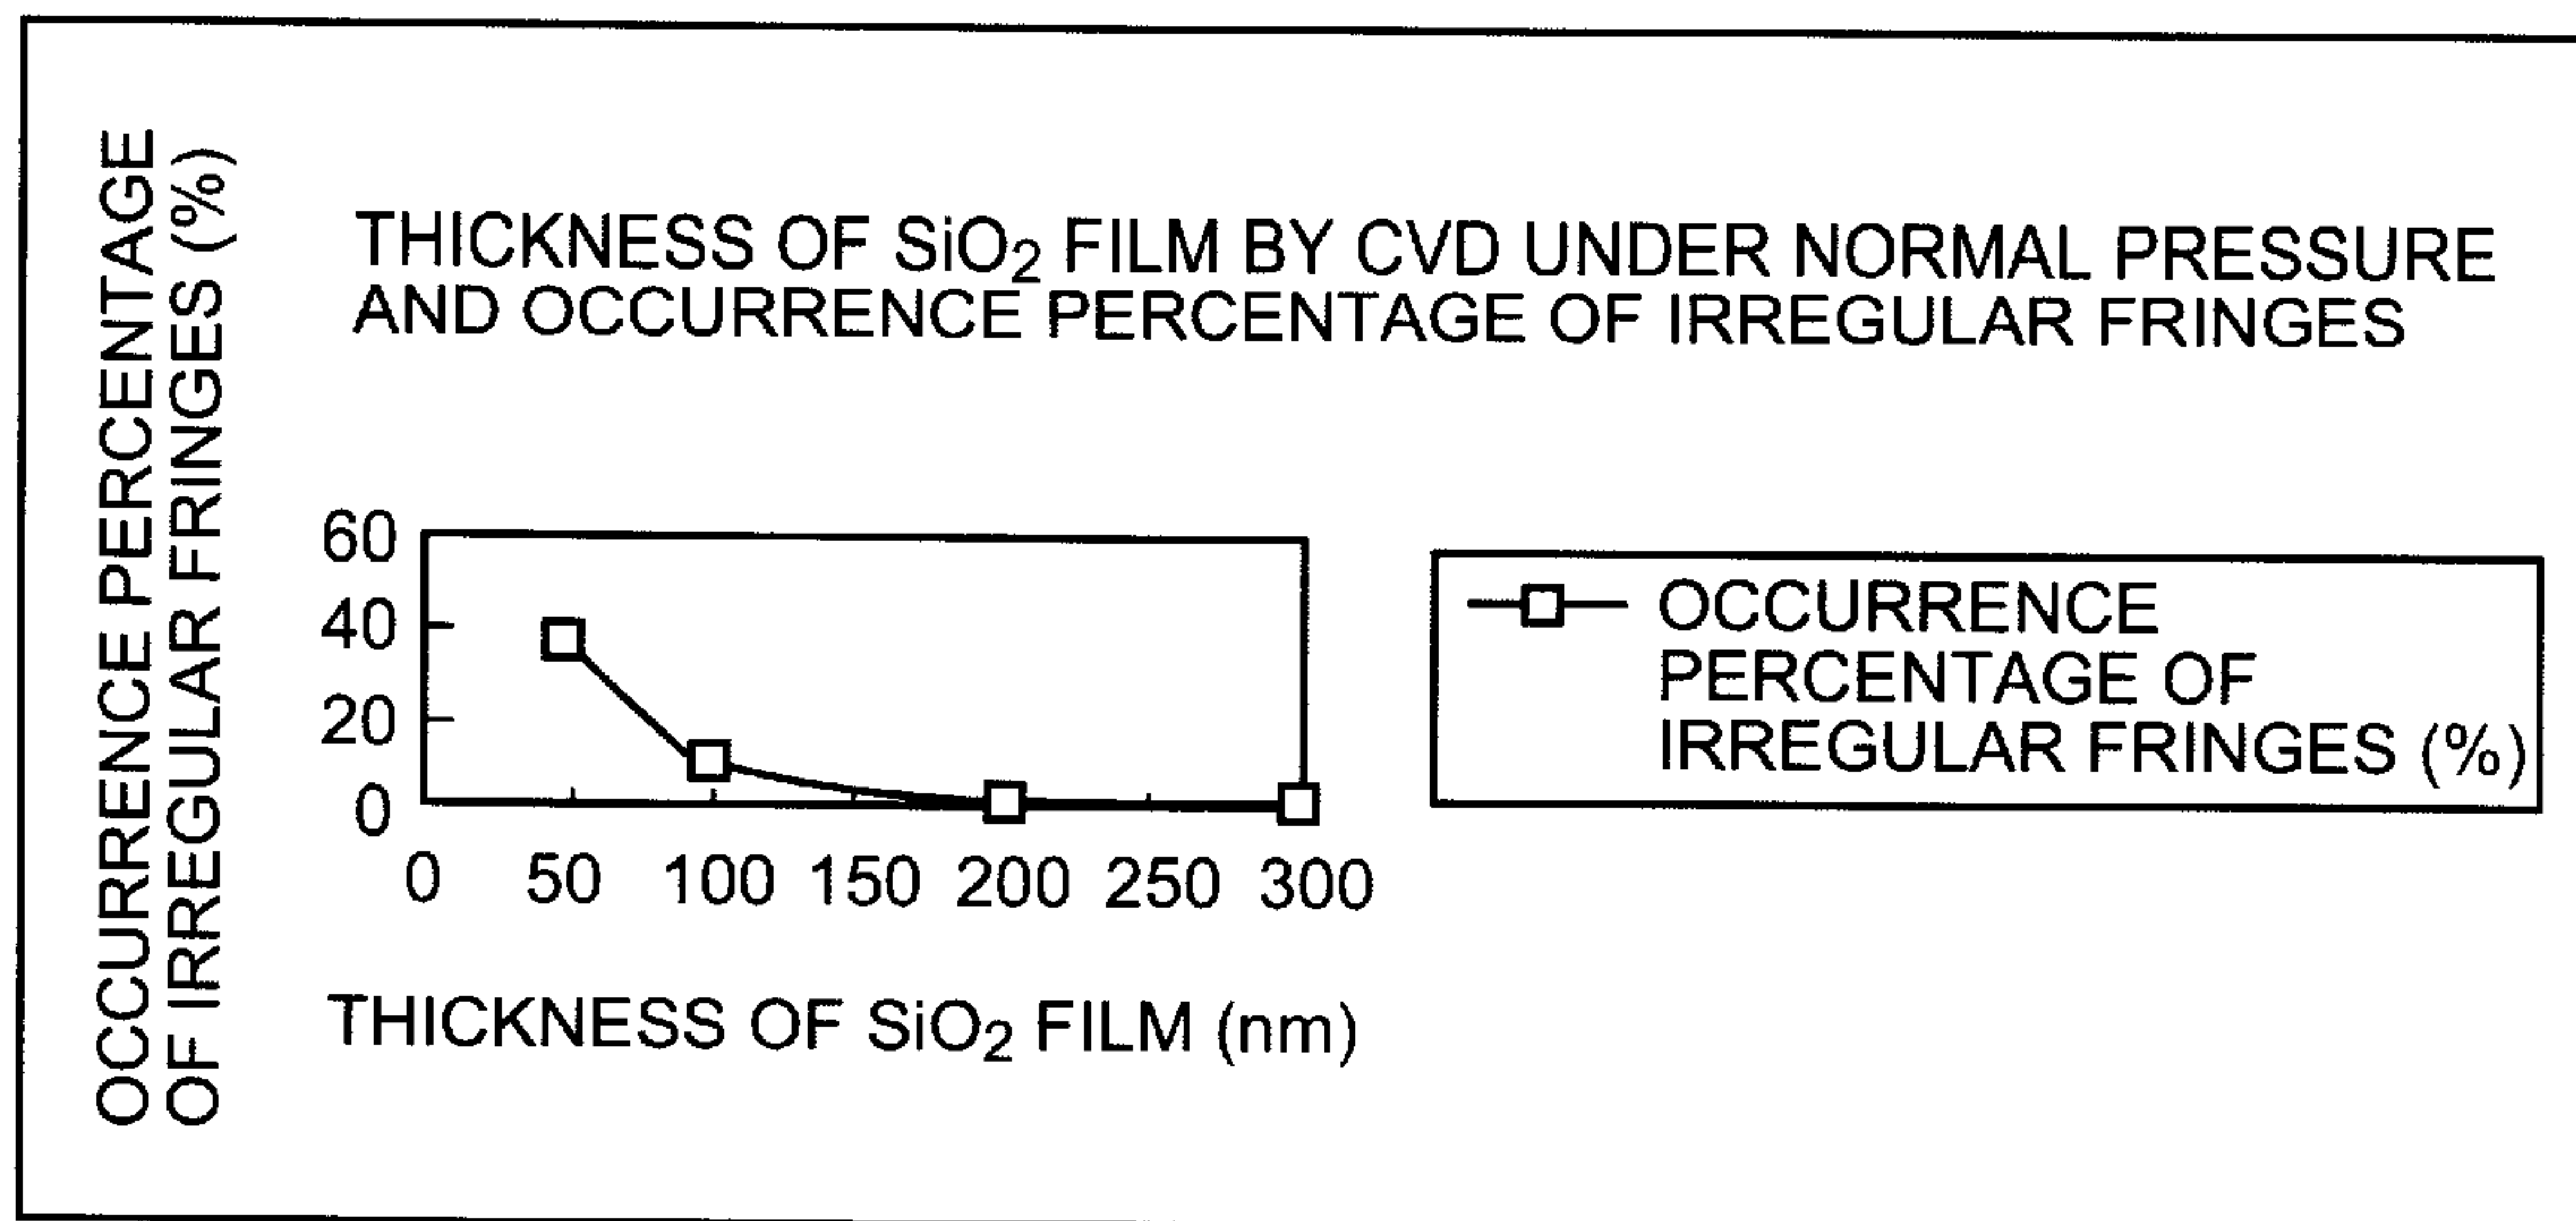 OCCURRENCE PERCENTAGE
OF IRREGULAR FRINGES (%)
THICKNESS OF SiO₂ FILM BY CVD UNDER NORMAL PRESSURE
AND OCCURRENCE PERCENTAGE OF IRREGULAR FRINGES
60
40
20
0
0 50 100 150 200 250 300
THICKNESS OF SiO₂ FILM (nm)
OCCURRENCE
PERCENTAGE OF
IRREGULAR FRINGES (%)